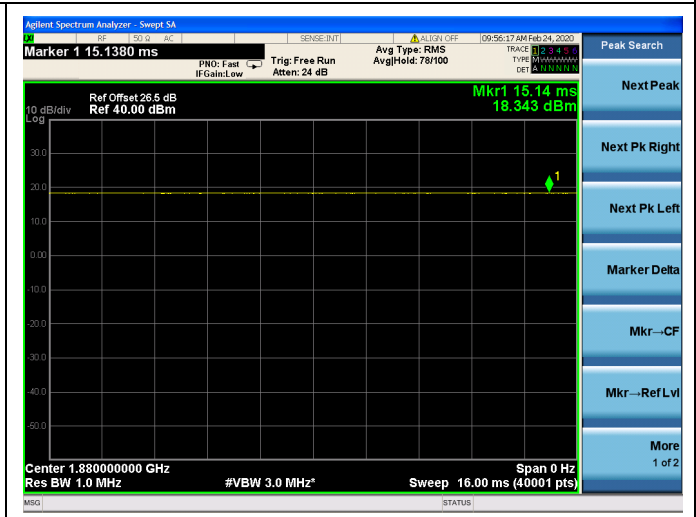 Agilent Spectrum Analyzer - Swept SA
RF 50 Ω AC SENSE:INT ALIGN OFF 09:56:17 AM Feb 24, 2020
Marker 1 15.1380 ms
PNO: Fast
IFGain:Low
Trig: Free Run
Atten: 24 dB
Avg Type: RMS
Avg|Hold: 78/100
TRACE 1 2 3 4 5 6
TYPE M
DET A N N N N N
Peak Search
Next Peak
Next Pk Right
Next Pk Left
Marker Delta
Mkr→CF
Mkr→Ref Lvl
More
1 of 2
Mkr1 15.14 ms
18.343 dBm
Ref Offset 26.5 dB
10 dB/div Ref 40.00 dBm
Log
1
30.0
20.0
10.0
0.00
-10.0
-20.0
-30.0
-40.0
-50.0
Center 1.880000000 GHz Span 0 Hz
Res BW 1.0 MHz #VBW 3.0 MHz* Sweep 16.00 ms (40001 pts)
MSG STATUS